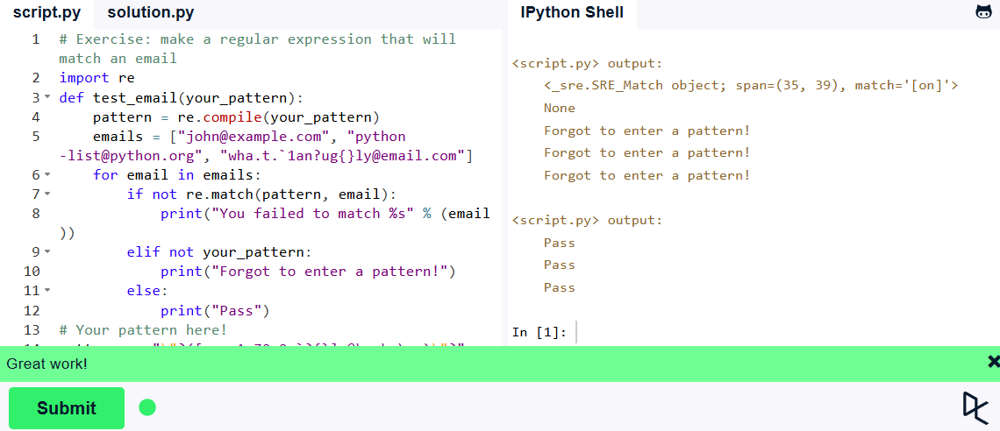 script.py solution.py
1 # Exercise: make a regular expression that will
match an email
2 import re
3 def test_email(your_pattern):
4 pattern = re.compile(your_pattern)
5 emails = ["john@example.com", "python
-list@python.org", "wha.t.`1an?ug{}ly@email.com"]
6 for email in emails:
7 if not re.match(pattern, email):
8 print("You failed to match %s" % (email
))
9 elif not your_pattern:
10 print("Forgot to enter a pattern!")
11 else:
12 print("Pass")
13 # Your pattern here!
IPython Shell
<script.py> output:
<_sre.SRE_Match object; span=(35, 39), match='[on]'>
None
Forgot to enter a pattern!
Forgot to enter a pattern!
Forgot to enter a pattern!
<script.py> output:
Pass
Pass
Pass
In [1]:
Great work!
Submit